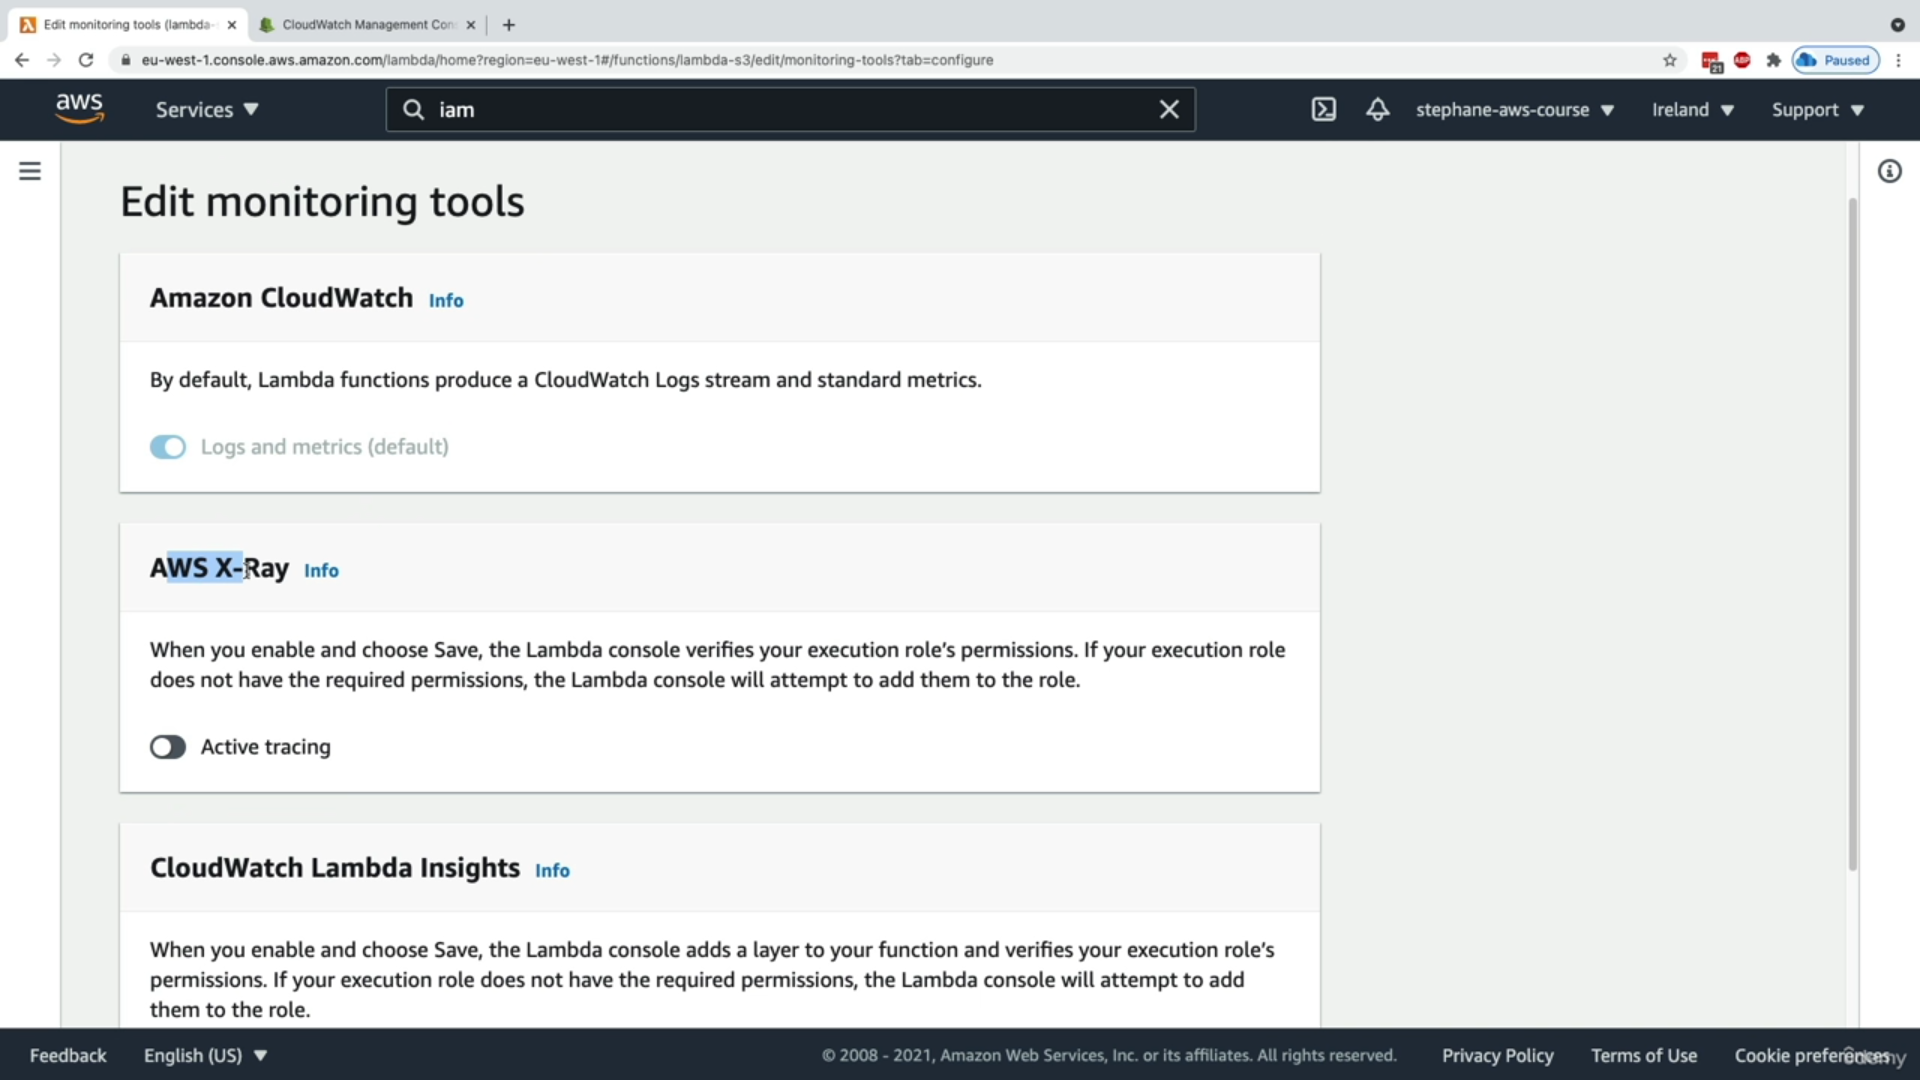 Edit monitoring tools (lambda-
CloudWatch Management Con
eu-west-1.console.aws.amazon.com/lambda/home?region=eu-west-1#/functions/lambda-s3/edit/monitoring-tools?tab=configure
21
ABP
Paused
aws
Services
iam
stephane-aws-course
Ireland
Support
Edit monitoring tools
Amazon CloudWatch Info
By default, Lambda functions produce a CloudWatch Logs stream and standard metrics.
Logs and metrics (default)
AWS X-Ray Info
When you enable and choose Save, the Lambda console verifies your execution role's permissions. If your execution role
does not have the required permissions, the Lambda console will attempt to add them to the role.
Active tracing
CloudWatch Lambda Insights Info
When you enable and choose Save, the Lambda console adds a layer to your function and verifies your execution role's
permissions. If your execution role does not have the required permissions, the Lambda console will attempt to add
them to the role.
Feedback
English (US)
© 2008 - 2021, Amazon Web Services, Inc. or its affiliates. All rights reserved.
Privacy Policy
Terms of Use
Cookie preferences
Udemy